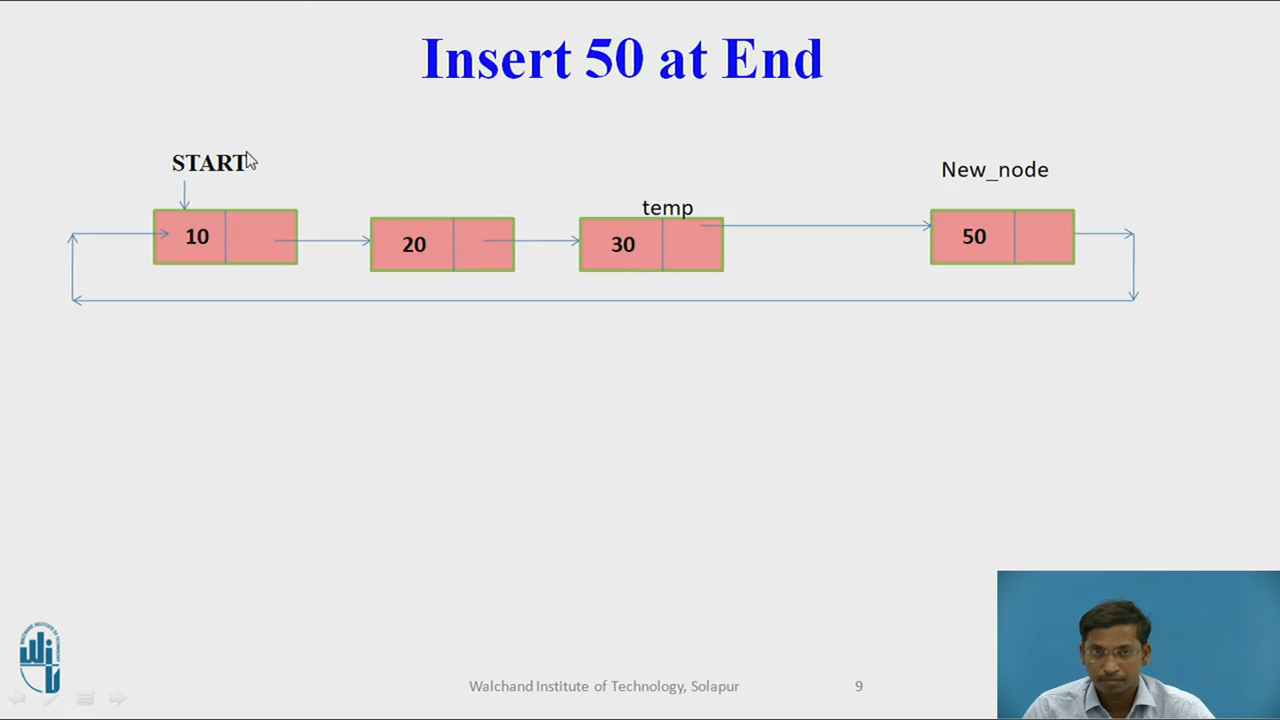 Insert 50 at End
START
New_node
temp
10
20
30
50
Walchand Institute of Technology, Solapur
9